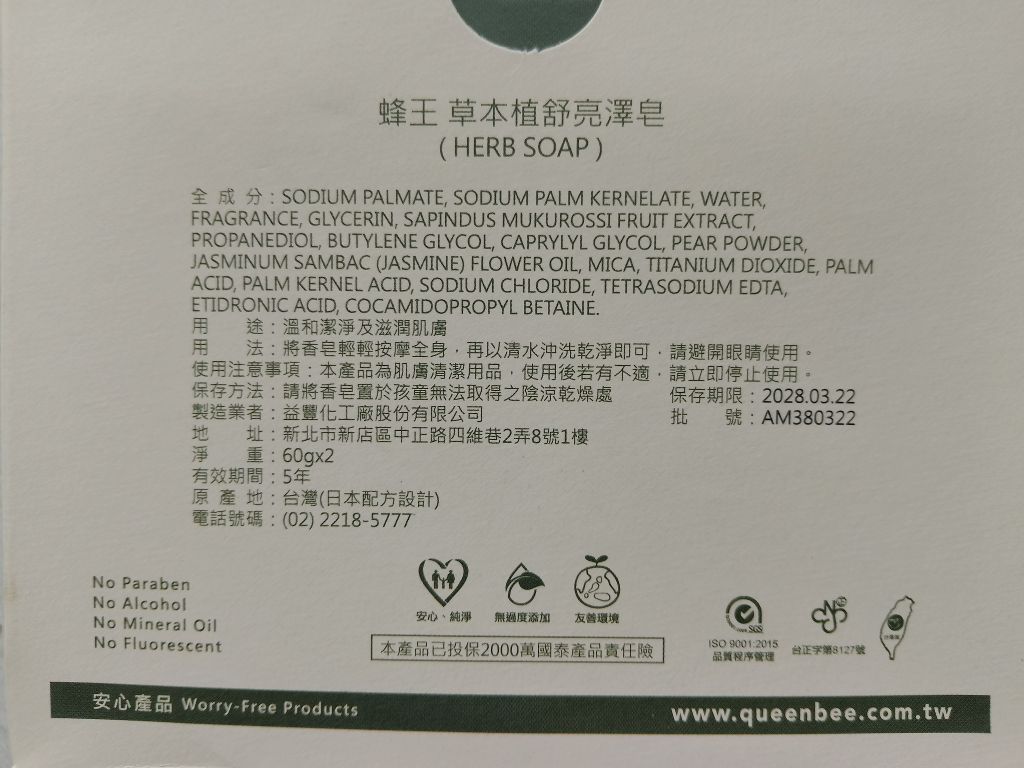 蜂王 草本植舒亮澤皂
( HERB SOAP )
全成分：SODIUM PALMATE, SODIUM PALM KERNELATE, WATER,
FRAGRANCE, GLYCERIN, SAPINDUS MUKUROSSI FRUIT EXTRACT,
PROPANEDIOL, BUTYLENE GLYCOL, CAPRYLYL GLYCOL, PEAR POWDER,
JASMINUM SAMBAC (JASMINE) FLOWER OIL, MICA, TITANIUM DIOXIDE, PALM
ACID, PALM KERNEL ACID, SODIUM CHLORIDE, TETRASODIUM EDTA,
ETIDRONIC ACID, COCAMIDOPROPYL BETAINE.
用途：溫和潔淨及滋潤肌膚
用法：將香皂輕輕按摩全身，再以清水沖洗乾淨即可，請避開眼睛使用。
使用注意事項：本產品為肌膚清潔用品，使用後若有不適，請立即停止使用。
保存方法：請將香皂置於孩童無法取得之陰涼乾燥處 保存期限：2028.03.22
製造業者：益豐化工廠股份有限公司 批號：AM380322
地址：新北市新店區中正路四維巷2弄8號1樓
淨重：60gx2
有效期間：5年
原產地：台灣(日本配方設計)
電話號碼：(02) 2218-5777
No Paraben
No Alcohol
No Mineral Oil
No Fluorescent
安心、純淨 無過度添加 友善環境
本產品已投保2000萬國泰產品責任險
SGS
ISO 9001:2015
品質程序管理
台正字第8127號
安心產品 Worry-Free Products
www.queenbee.com.tw